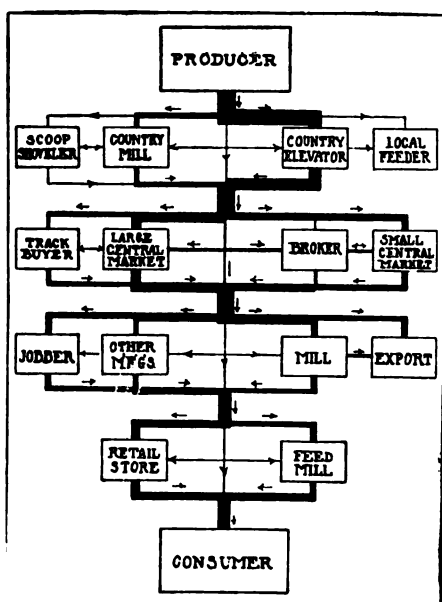 PRODUCER
SCOOP
SHOVELER
COUNTRY
MILL
COUNTRY
ELEVATOR
LOCAL
FEEDER
TRACK
BUYER
LARGE
CENTRAL
MARKET
BROKER
SMALL
CENTRAL
MARKET
JOBBER
OTHER
MFGS
MILL
EXPORT
RETAIL
STORE
FEED
MILL
CONSUMER